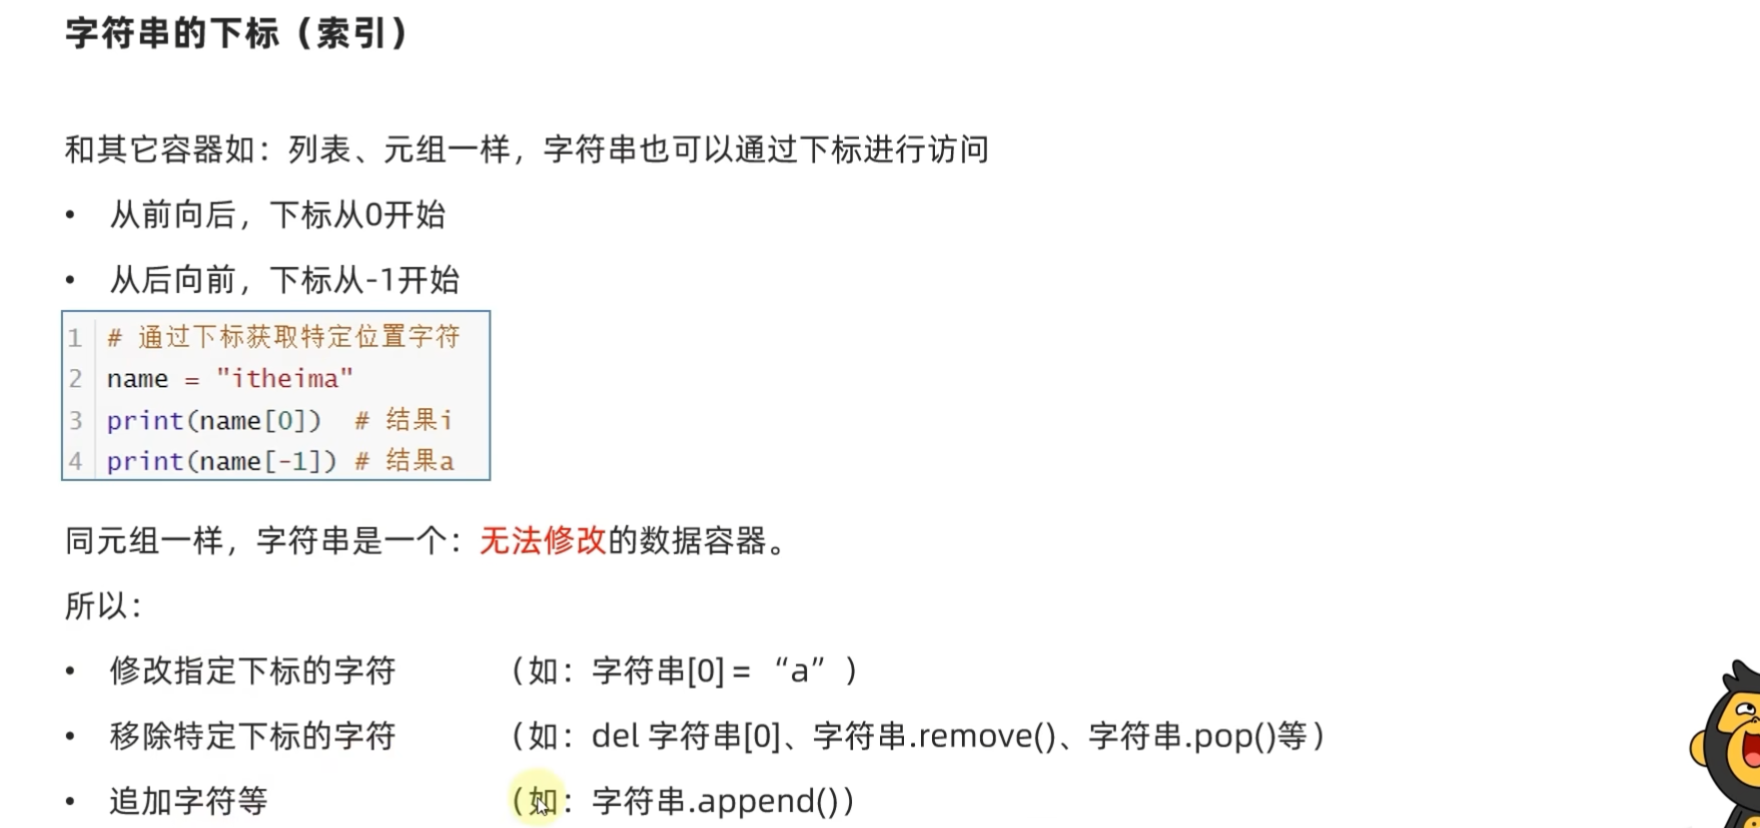 字符串的下标（索引）
和其它容器如：列表、元组一样，字符串也可以通过下标进行访问
• 从前向后，下标从0开始
• 从后向前，下标从-1开始
1 # 通过下标获取特定位置字符
2 name = "itheima"
3 print(name[0])  # 结果i
4 print(name[-1]) # 结果a
同元组一样，字符串是一个：无法修改的数据容器。
所以：
• 修改指定下标的字符 （如：字符串[0] = “a”）
• 移除特定下标的字符 （如：del 字符串[0]、字符串.remove()、字符串.pop()等）
• 追加字符等 （如：字符串.append()）